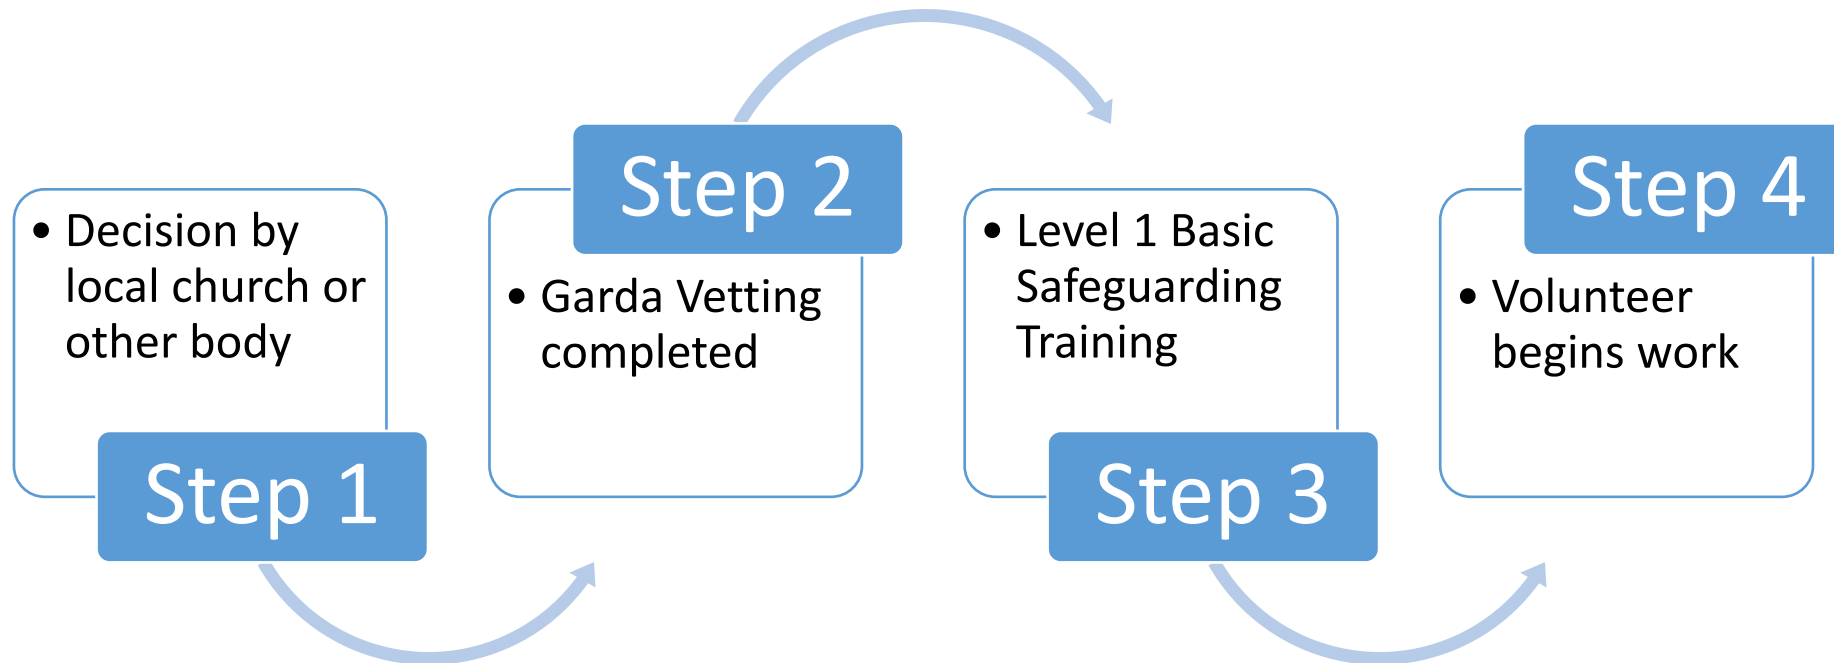 • Decision by
local church or
other body
Step 1
Step 2
• Garda Vetting
completed
• Level 1 Basic
Safeguarding
Training
Step 3
Step 4
• Volunteer
begins work